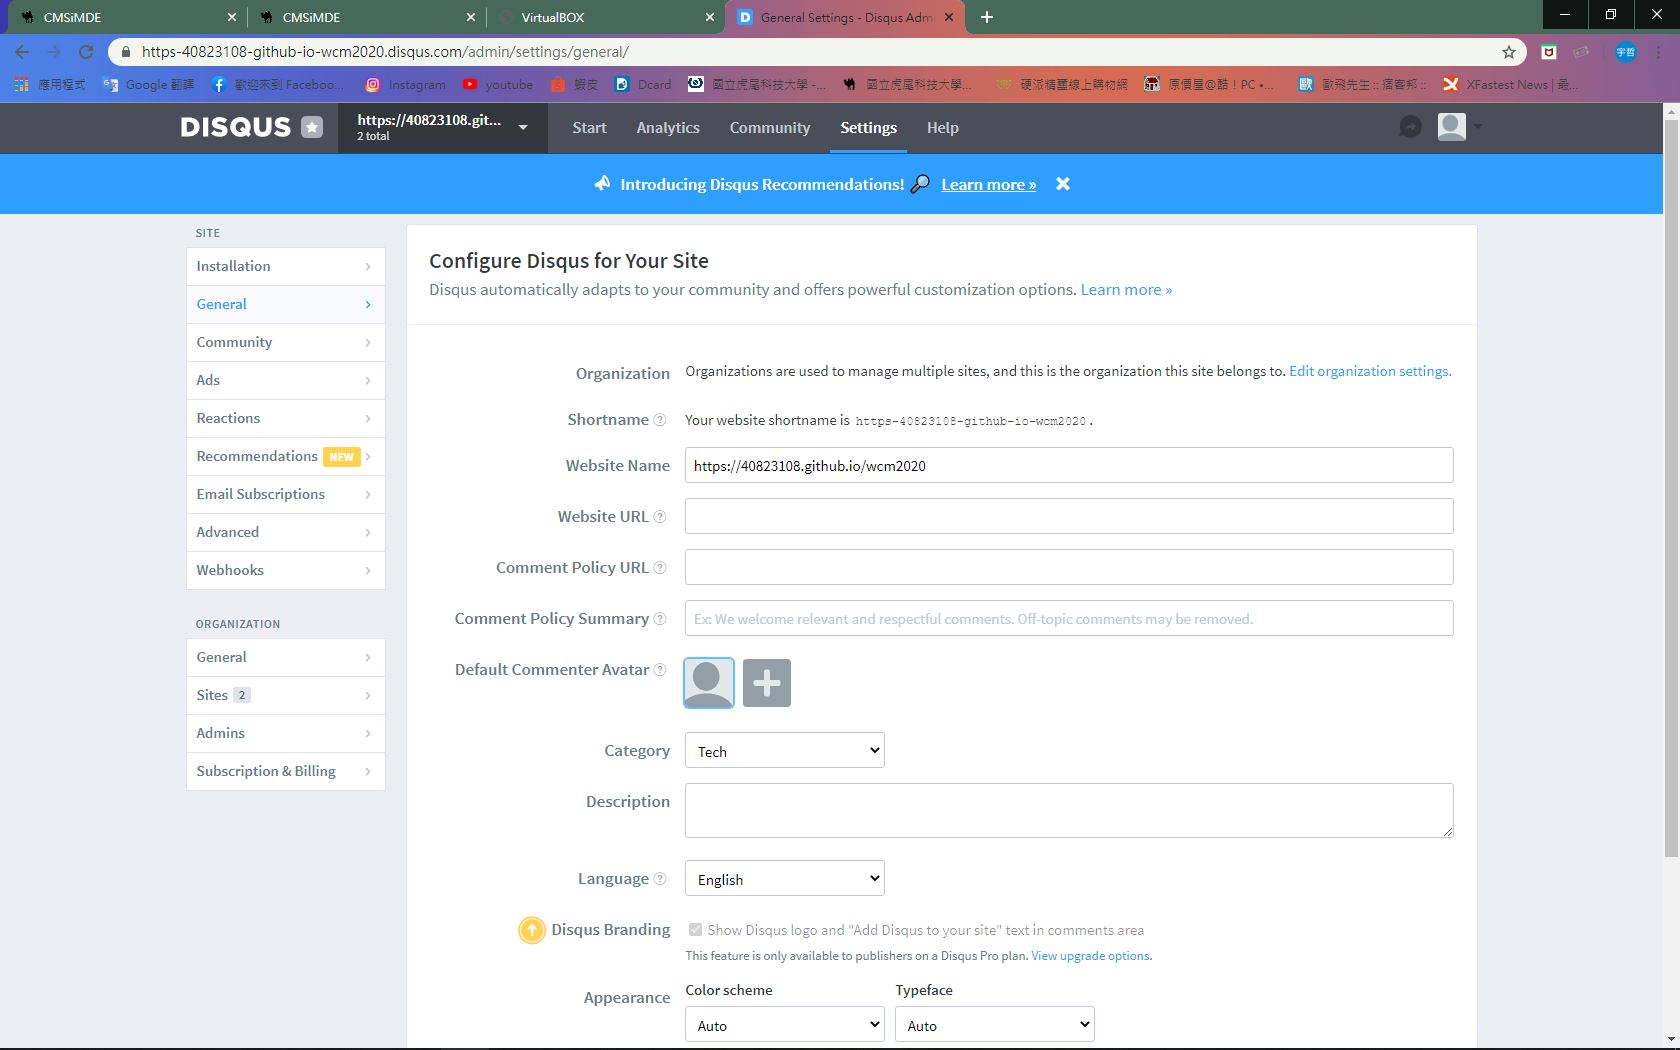 CMSiMDE
CMSiMDE
VirtualBOX
General Settings - Disqus Adm
https-40823108-github-io-wcm2020.disqus.com/admin/settings/general/
宇哲
應用程式
Google 翻譯
歡迎來到 Faceboo...
Instagram
youtube
蝦皮
Dcard
國立虎尾科技大學 -...
國立虎尾科技大學...
硬派精璽線上購物網
原價屋@酷！PC •...
歐飛先生 :: 痞客邦 ::
XFastest News | 最...
DISQUS
https://40823108.git...
2 total
Start
Analytics
Community
Settings
Help
Introducing Disqus Recommendations! Learn more »
SITE
Installation
General
Community
Ads
Reactions
Recommendations NEW
Email Subscriptions
Advanced
Webhooks
ORGANIZATION
General
Sites 2
Admins
Subscription & Billing
Configure Disqus for Your Site
Disqus automatically adapts to your community and offers powerful customization options. Learn more »
Organization Organizations are used to manage multiple sites, and this is the organization this site belongs to. Edit organization settings.
Shortname ? Your website shortname is https-40823108-github-io-wcm2020.
Website Name https://40823108.github.io/wcm2020
Website URL ?
Comment Policy URL ?
Comment Policy Summary ? Ex: We welcome relevant and respectful comments. Off-topic comments may be removed.
Default Commenter Avatar ?
Category Tech
Description
Language ? English
Disqus Branding Show Disqus logo and "Add Disqus to your site" text in comments area
This feature is only available to publishers on a Disqus Pro plan. View upgrade options.
Appearance
Color scheme Typeface
Auto Auto